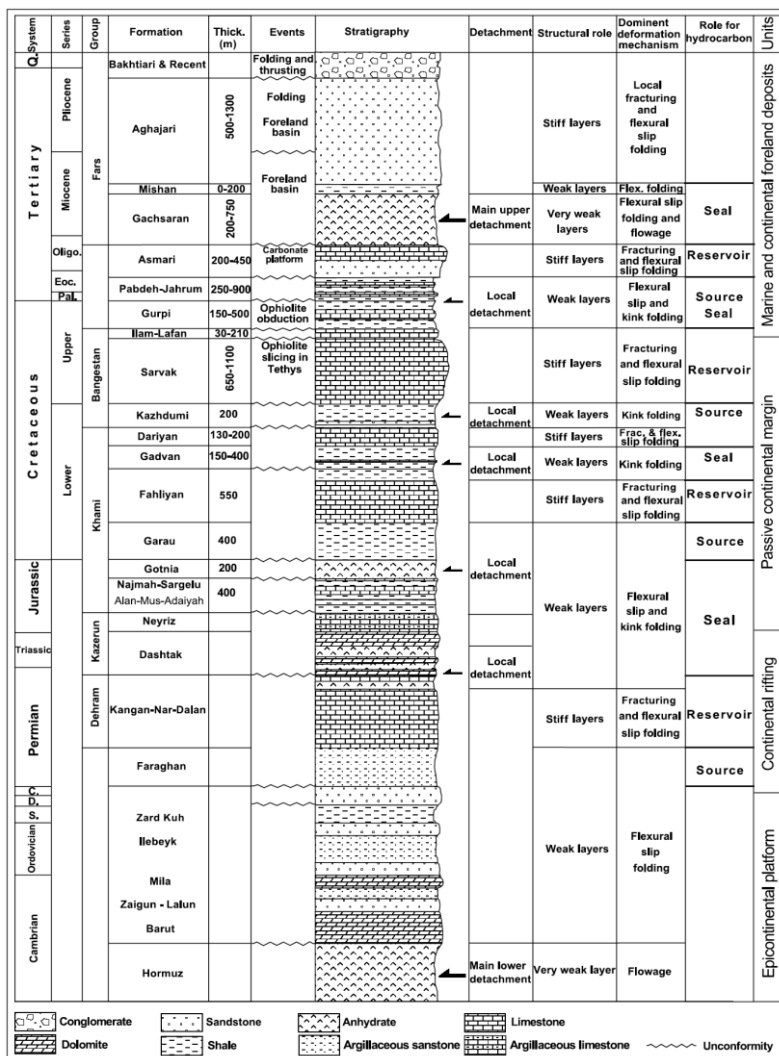 System
Series
Group
Formation
Thick.
(m)
Events
Stratigraphy
Detachment
Structural role
Dominent
deformation
mechanism
Role for
hydrocarbon
Units
Q.
Bakhtiari & Recent
Folding and
thrusting
Tertiary
Pliocene
Fars
Aghajari
500-1300
Folding
Foreland
basin
Stiff layers
Local
fracturing
and
flexural
slip
folding
Marine and continental foreland deposits
Miocene
Foreland
basin
Mishan
0-200
Weak layers
Flex. folding
Gachsaran
200-750
Main upper
detachment
Very weak
layers
Flexural slip
folding and
flowage
Seal
Oligo.
Asmari
200-450
Carbonate
platform
Stiff layers
Fracturing
and flexural
slip folding
Reservoir
Eoc.
Pal.
Pabdeh-Jahrum
250-900
Local
detachment
Weak layers
Flexural
slip and
kink folding
Source
Seal
Cretaceous
Upper
Bangestan
Gurpi
150-500
Ophiolite
obduction
Ilam-Lafan
30-210
Ophiolite
slicing in
Tethys
Sarvak
650-1100
Stiff layers
Fracturing
and flexural
slip folding
Reservoir
Passive continental margin
Lower
Kazhdumi
200
Local
detachment
Weak layers
Kink folding
Source
Khami
Dariyan
130-200
Stiff layers
Frac, & flex.
slip folding
Gadvan
150-400
Local
detachment
Weak layers
Kink folding
Seal
Fahliyan
550
Stiff layers
Fracturing
and flexural
slip folding
Reservoir
Garau
400
Local
detachment
Weak layers
Flexural
slip and
kink folding
Source
Jurassic
Gotnia
200
Seal
Najmah-Sargelu
Alan-Mus-Adaiyah
400
Kazerun
Neyriz
Triassic
Dashtak
Local
detachment
Continental rifting
Permian
Dehram
Kangan-Nar-Dalan
Stiff layers
Fracturing
and flexural
slip folding
Reservoir
Faraghan
Weak layers
Flexural
slip
folding
Source
C.
D.
S.
Zard Kuh
Epicontinental platform
Ordovician
Ilebeyk
Mila
Cambrian
Zaigun - Lalun
Barut
Hormuz
Main lower
detachment
Very weak layer
Flowage
Conglomerate
Sandstone
Anhydrate
Limestone
Dolomite
Shale
Argillaceous sanstone
Argillaceous limestone
Unconformity